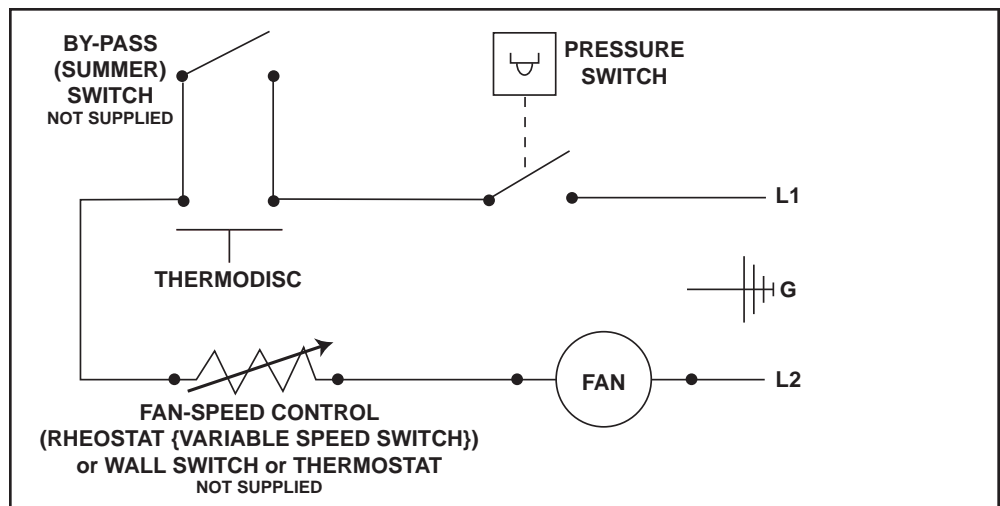 BY-PASS
(SUMMER)
SWITCH
NOT SUPPLIED
PRESSURE
SWITCH
L1
THERMODISC
G
FAN
L2
FAN-SPEED CONTROL
(RHEOSTAT {VARIABLE SPEED SWITCH})
or WALL SWITCH or THERMOSTAT
NOT SUPPLIED